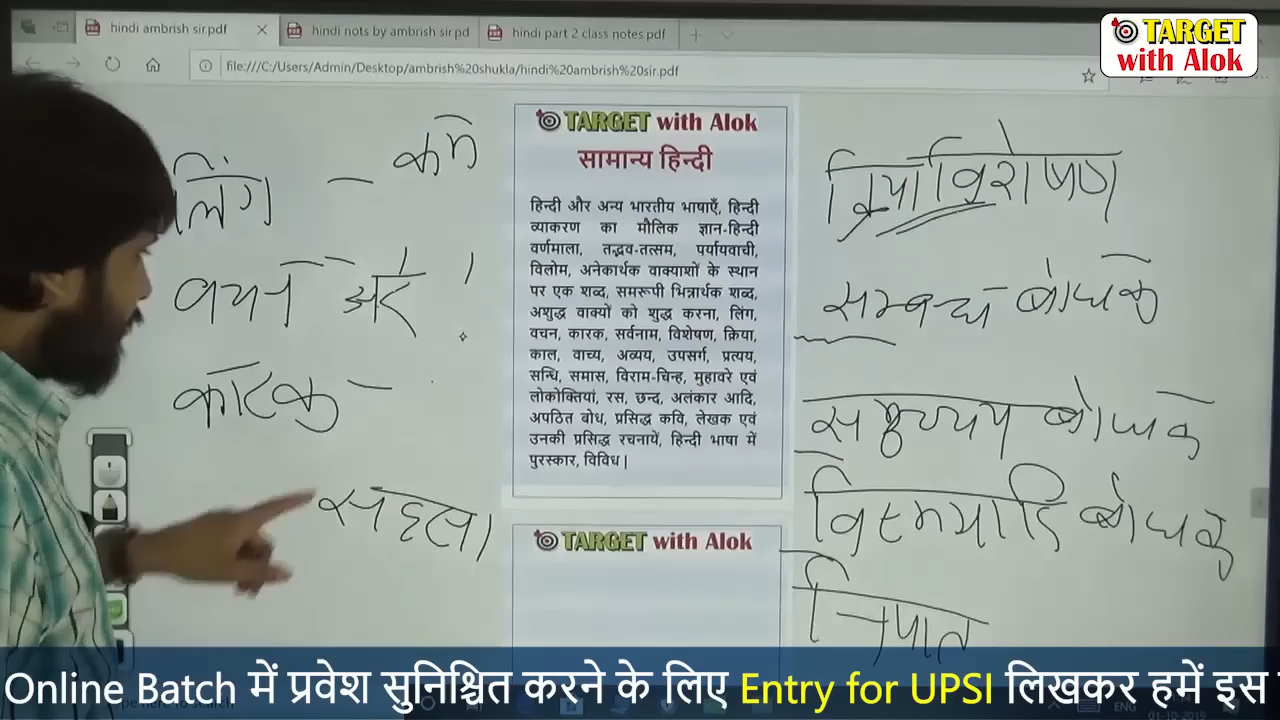 hindi ambrish sir.pdf
hindi nots by ambrish sir.pd
hindi part 2 class notes.pdf
file:///C:/Users/Admin/Desktop/ambrish%20shukla/hindi%20ambrish%20sir.pdf
TARGET
with Alok
TARGET with Alok
सामान्य हिन्दी
हिन्दी और अन्य भारतीय भाषाएँ, हिन्दी
व्याकरण का मौलिक ज्ञान-हिन्दी
वर्णमाला, तद्भव-तत्सम, पर्यायवाची,
विलोम, अनेकार्थक वाक्याशों के स्थान
पर एक शब्द, समरूपी भिन्नार्थक शब्द,
अशुद्ध वाक्यों को शुद्ध करना, लिंग,
वचन, कारक, सर्वनाम, विशेषण, क्रिया,
काल, वाच्य, अव्यय, उपसर्ग, प्रत्यय,
सन्धि, समास, विराम-चिन्ह, मुहावरे एवं
लोकोक्तियां, रस, छन्द, अलंकार आदि,
अपठित बोध, प्रसिद्ध कवि, लेखक एवं
उनकी प्रसिद्ध रचनायें, हिन्दी भाषा में
पुरस्कार, विविध |
TARGET with Alok
लिंग –
वचन अरे !
कारक –
क्रिया विशेषण
सम्बन्ध बोधक
समुच्चय बोधक
विस्मयादि बोधक
निपात
Online Batch में प्रवेश सुनिश्चित करने के लिए Entry for UPSI लिखकर हमें इस
ENG
01-10-2019